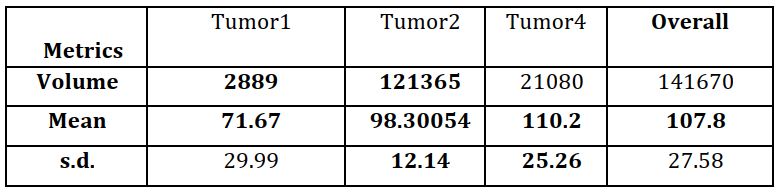 Metrics Tumor1 Tumor2 Tumor4 Overall
Volume 2889 121365 21080 141670
Mean 71.67 98.30054 110.2 107.8
s.d. 29.99 12.14 25.26 27.58